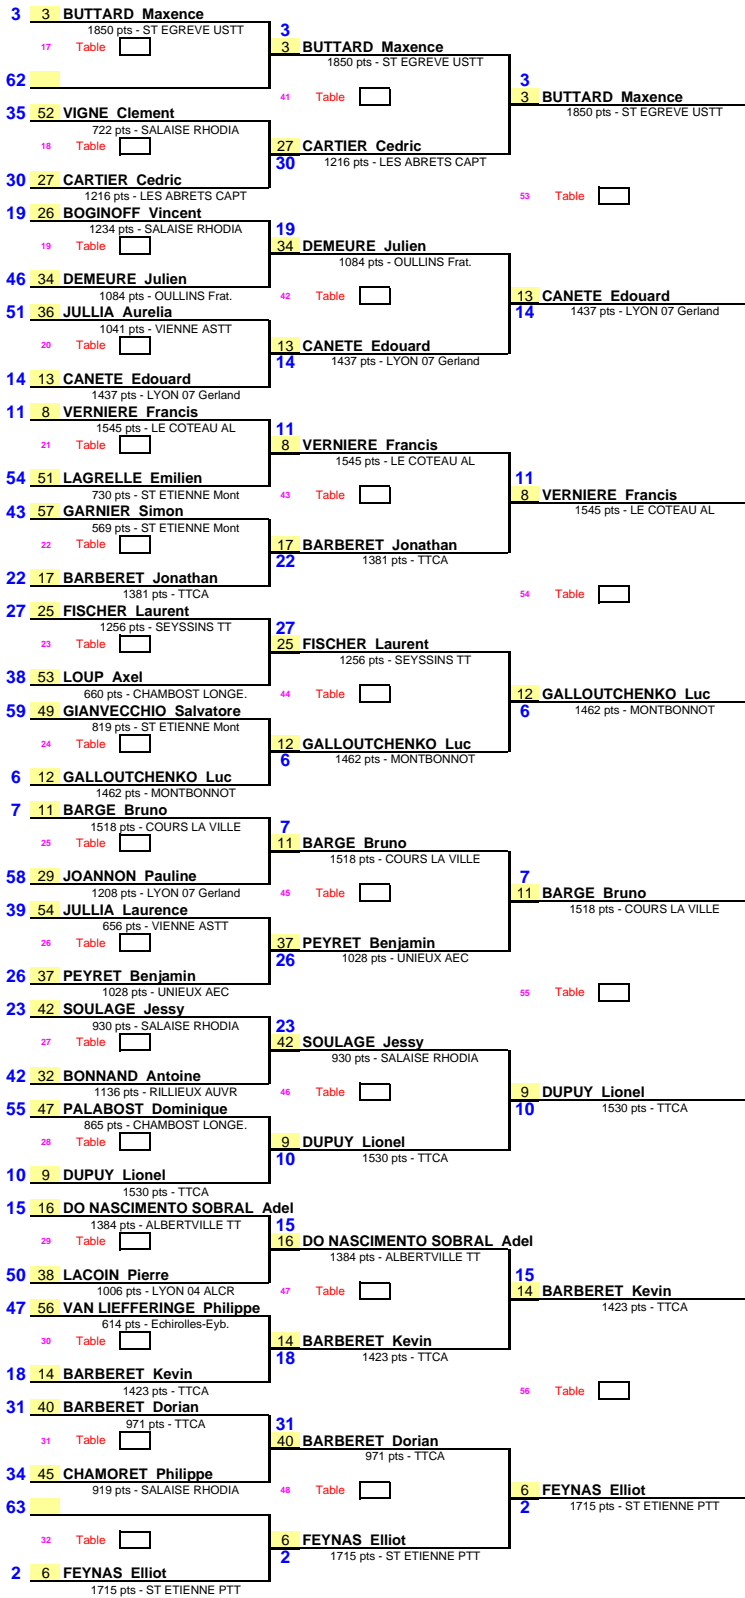 3 3 BUTTARD Maxence
1850 pts - ST EGREVE USTT
3
17 Table
3 BUTTARD Maxence
1850 pts - ST EGREVE USTT
62
3
41 Table
3 BUTTARD Maxence
1850 pts - ST EGREVE USTT
35 52 VIGNE Clement
722 pts - SALAISE RHODIA
18 Table
27 CARTIER Cedric
30
1216 pts - LES ABRETS CAPT
30 27 CARTIER Cedric
1216 pts - LES ABRETS CAPT
53 Table
19 26 BOGINOFF Vincent
1234 pts - SALAISE RHODIA
19
19 Table
34 DEMEURE Julien
1084 pts - OULLINS Frat.
46 34 DEMEURE Julien
1084 pts - OULLINS Frat.
42 Table
13 CANETE Edouard
14
1437 pts - LYON 07 Gerland
51 36 JULLIA Aurelia
1041 pts - VIENNE ASTT
20 Table
13 CANETE Edouard
14
1437 pts - LYON 07 Gerland
14 13 CANETE Edouard
1437 pts - LYON 07 Gerland
11 8 VERNIERE Francis
1545 pts - LE COTEAU AL
11
21 Table
8 VERNIERE Francis
1545 pts - LE COTEAU AL
54 51 LAGRELLE Emilien
730 pts - ST ETIENNE Mont
11
43 Table
8 VERNIERE Francis
1545 pts - LE COTEAU AL
43 57 GARNIER Simon
569 pts - ST ETIENNE Mont
22 Table
17 BARBERET Jonathan
22
1381 pts - TTCA
22 17 BARBERET Jonathan
1381 pts - TTCA
54 Table
27 25 FISCHER Laurent
1256 pts - SEYSSINS TT
27
23 Table
25 FISCHER Laurent
1256 pts - SEYSSINS TT
38 53 LOUP Axel
660 pts - CHAMBOST LONGE.
44 Table
12 GALLOUTCHENKO Luc
6
1462 pts - MONTBONNOT
59 49 GIANVECCHIO Salvatore
819 pts - ST ETIENNE Mont
24 Table
12 GALLOUTCHENKO Luc
6
1462 pts - MONTBONNOT
6 12 GALLOUTCHENKO Luc
1462 pts - MONTBONNOT
7 11 BARGE Bruno
1518 pts - COURS LA VILLE
7
25 Table
11 BARGE Bruno
1518 pts - COURS LA VILLE
58 29 JOANNON Pauline
1208 pts - LYON 07 Gerland
7
45 Table
11 BARGE Bruno
1518 pts - COURS LA VILLE
39 54 JULLIA Laurence
656 pts - VIENNE ASTT
26 Table
37 PEYRET Benjamin
26
1028 pts - UNIEUX AEC
26 37 PEYRET Benjamin
1028 pts - UNIEUX AEC
55 Table
23 42 SOULAGE Jessy
930 pts - SALAISE RHODIA
23
27 Table
42 SOULAGE Jessy
930 pts - SALAISE RHODIA
42 32 BONNAND Antoine
1136 pts - RILLIEUX AUVR
46 Table
9 DUPUY Lionel
10
1530 pts - TTCA
55 47 PALABOST Dominique
865 pts - CHAMBOST LONGE.
28 Table
9 DUPUY Lionel
10
1530 pts - TTCA
10 9 DUPUY Lionel
1530 pts - TTCA
15 16 DO NASCIMENTO SOBRAL Adel
1384 pts - ALBERTVILLE TT
15
29 Table
16 DO NASCIMENTO SOBRAL Adel
1384 pts - ALBERTVILLE TT
50 38 LACOIN Pierre
1006 pts - LYON 04 ALCR
15
47 Table
14 BARBERET Kevin
1423 pts - TTCA
47 56 VAN LIEFFERINGE Philippe
614 pts - Echirolles-Eyb.
30 Table
14 BARBERET Kevin
18
1423 pts - TTCA
18 14 BARBERET Kevin
1423 pts - TTCA
56 Table
31 40 BARBERET Dorian
971 pts - TTCA
31
31 Table
40 BARBERET Dorian
971 pts - TTCA
34 45 CHAMORET Philippe
919 pts - SALAISE RHODIA
48 Table
6 FEYNAS Elliot
2
1715 pts - ST ETIENNE PTT
63
32 Table
6 FEYNAS Elliot
2
1715 pts - ST ETIENNE PTT
2 6 FEYNAS Elliot
1715 pts - ST ETIENNE PTT